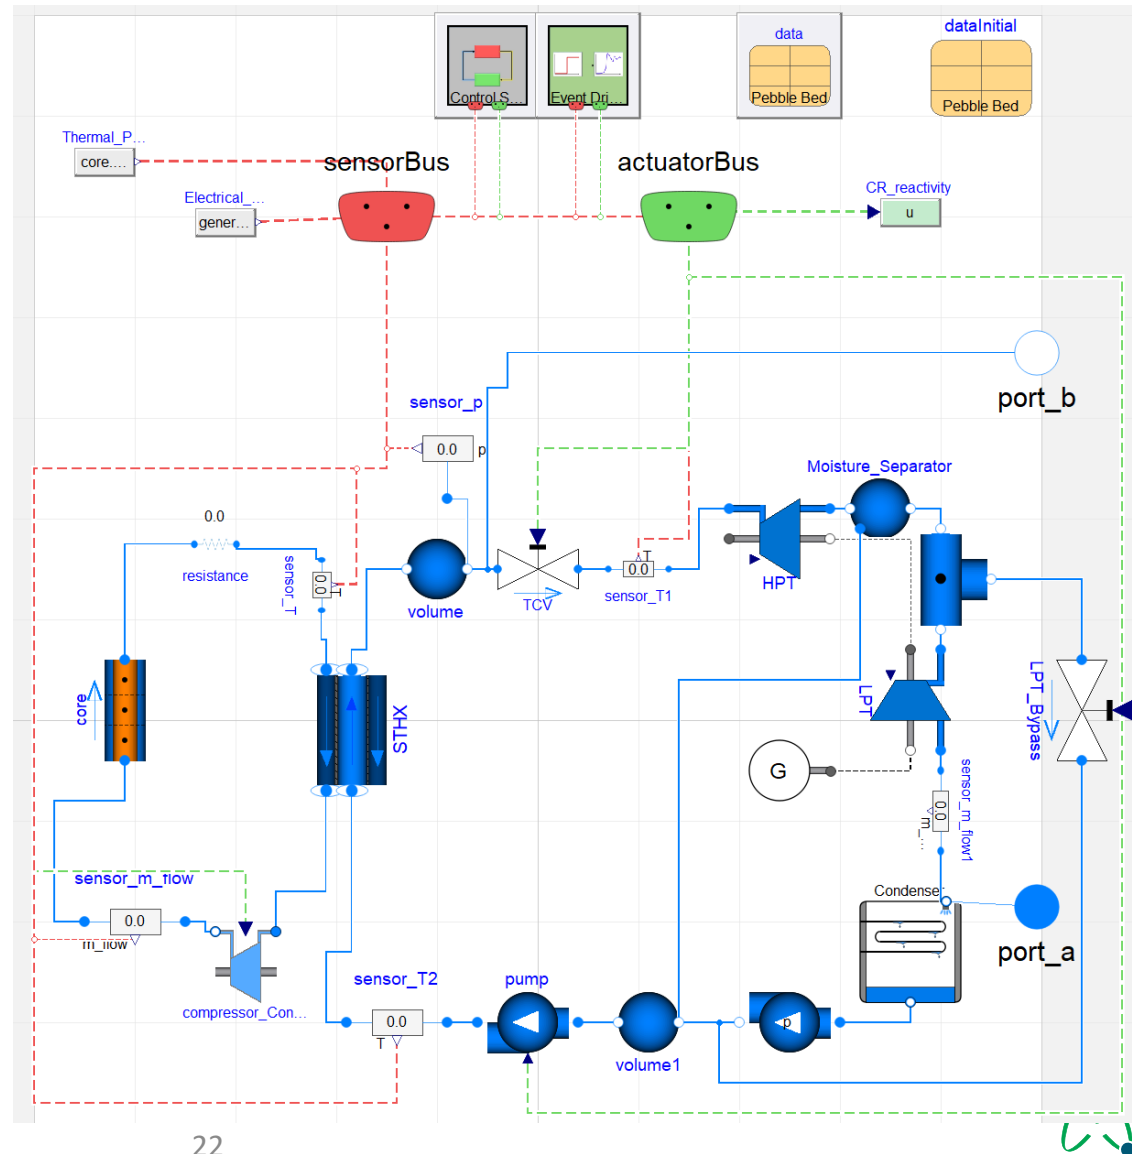 data
dataInitial
Control S...
Event Dri...
Pebble Bed
Pebble Bed
Thermal_P...
core....
sensorBus
actuatorBus
Electrical_...
gener...
CR_reactivity
u
port_b
sensor_p
0.0
p
Moisture_Separator
0.0
resistance
sensor_T
0.0
T
volume
TCV
T
0.0
sensor_T1
HPT
core
STHX
LPT
LPT_Bypass
G
sensor_m_flow1
0.0
m_...
sensor_m_flow
0.0
m_flow
Condenser
port_a
compressor_Con...
sensor_T2
0.0
T
pump
volume1
p
22